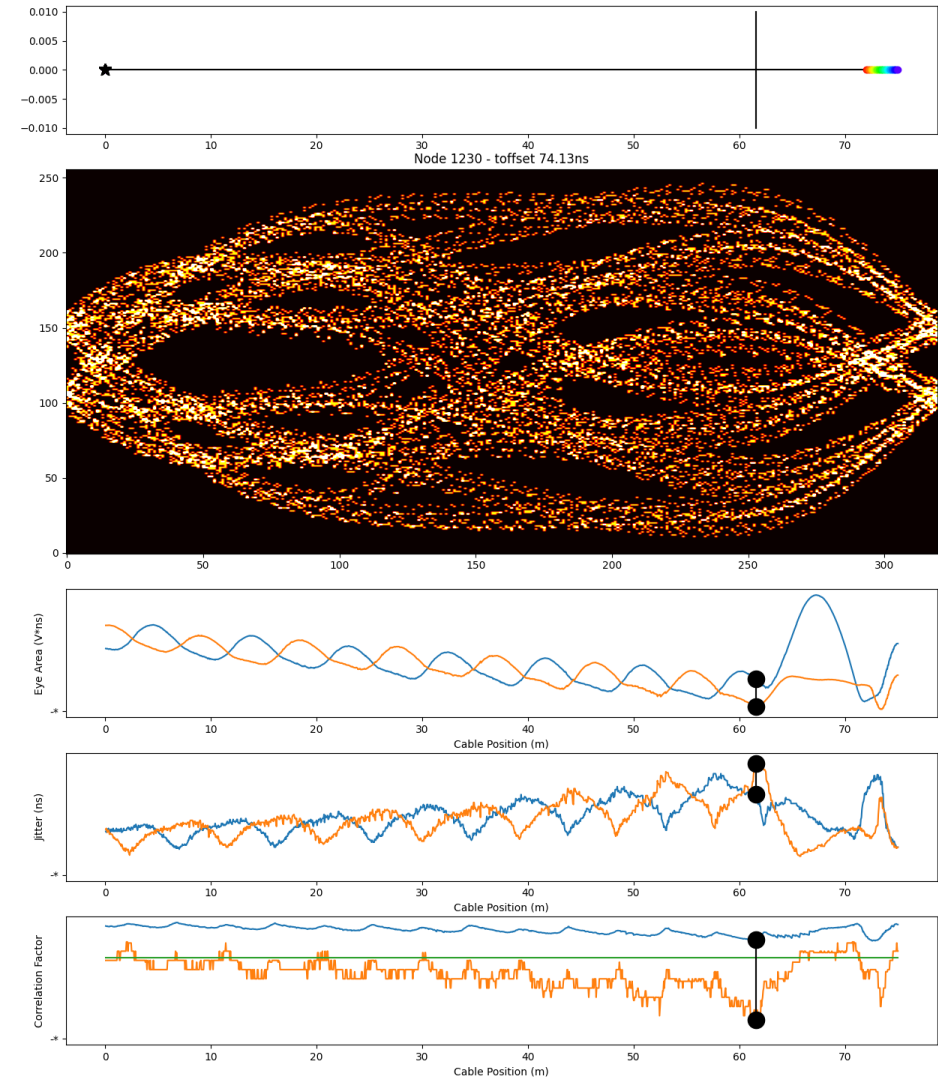 0.010
0.005
0.000
−0.005
−0.010
0 10 20 30 40 50 60 70
Node 1230 - toffset 74.13ns
250
200
150
100
50
0
0 50 100 150 200 250 300
Eye Area (V*ns)
-*
0 10 20 30 40 50 60 70
Cable Position (m)
Jitter (ns)
-*
0 10 20 30 40 50 60 70
Cable Position (m)
Correlation Factor
-*
0 10 20 30 40 50 60 70
Cable Position (m)